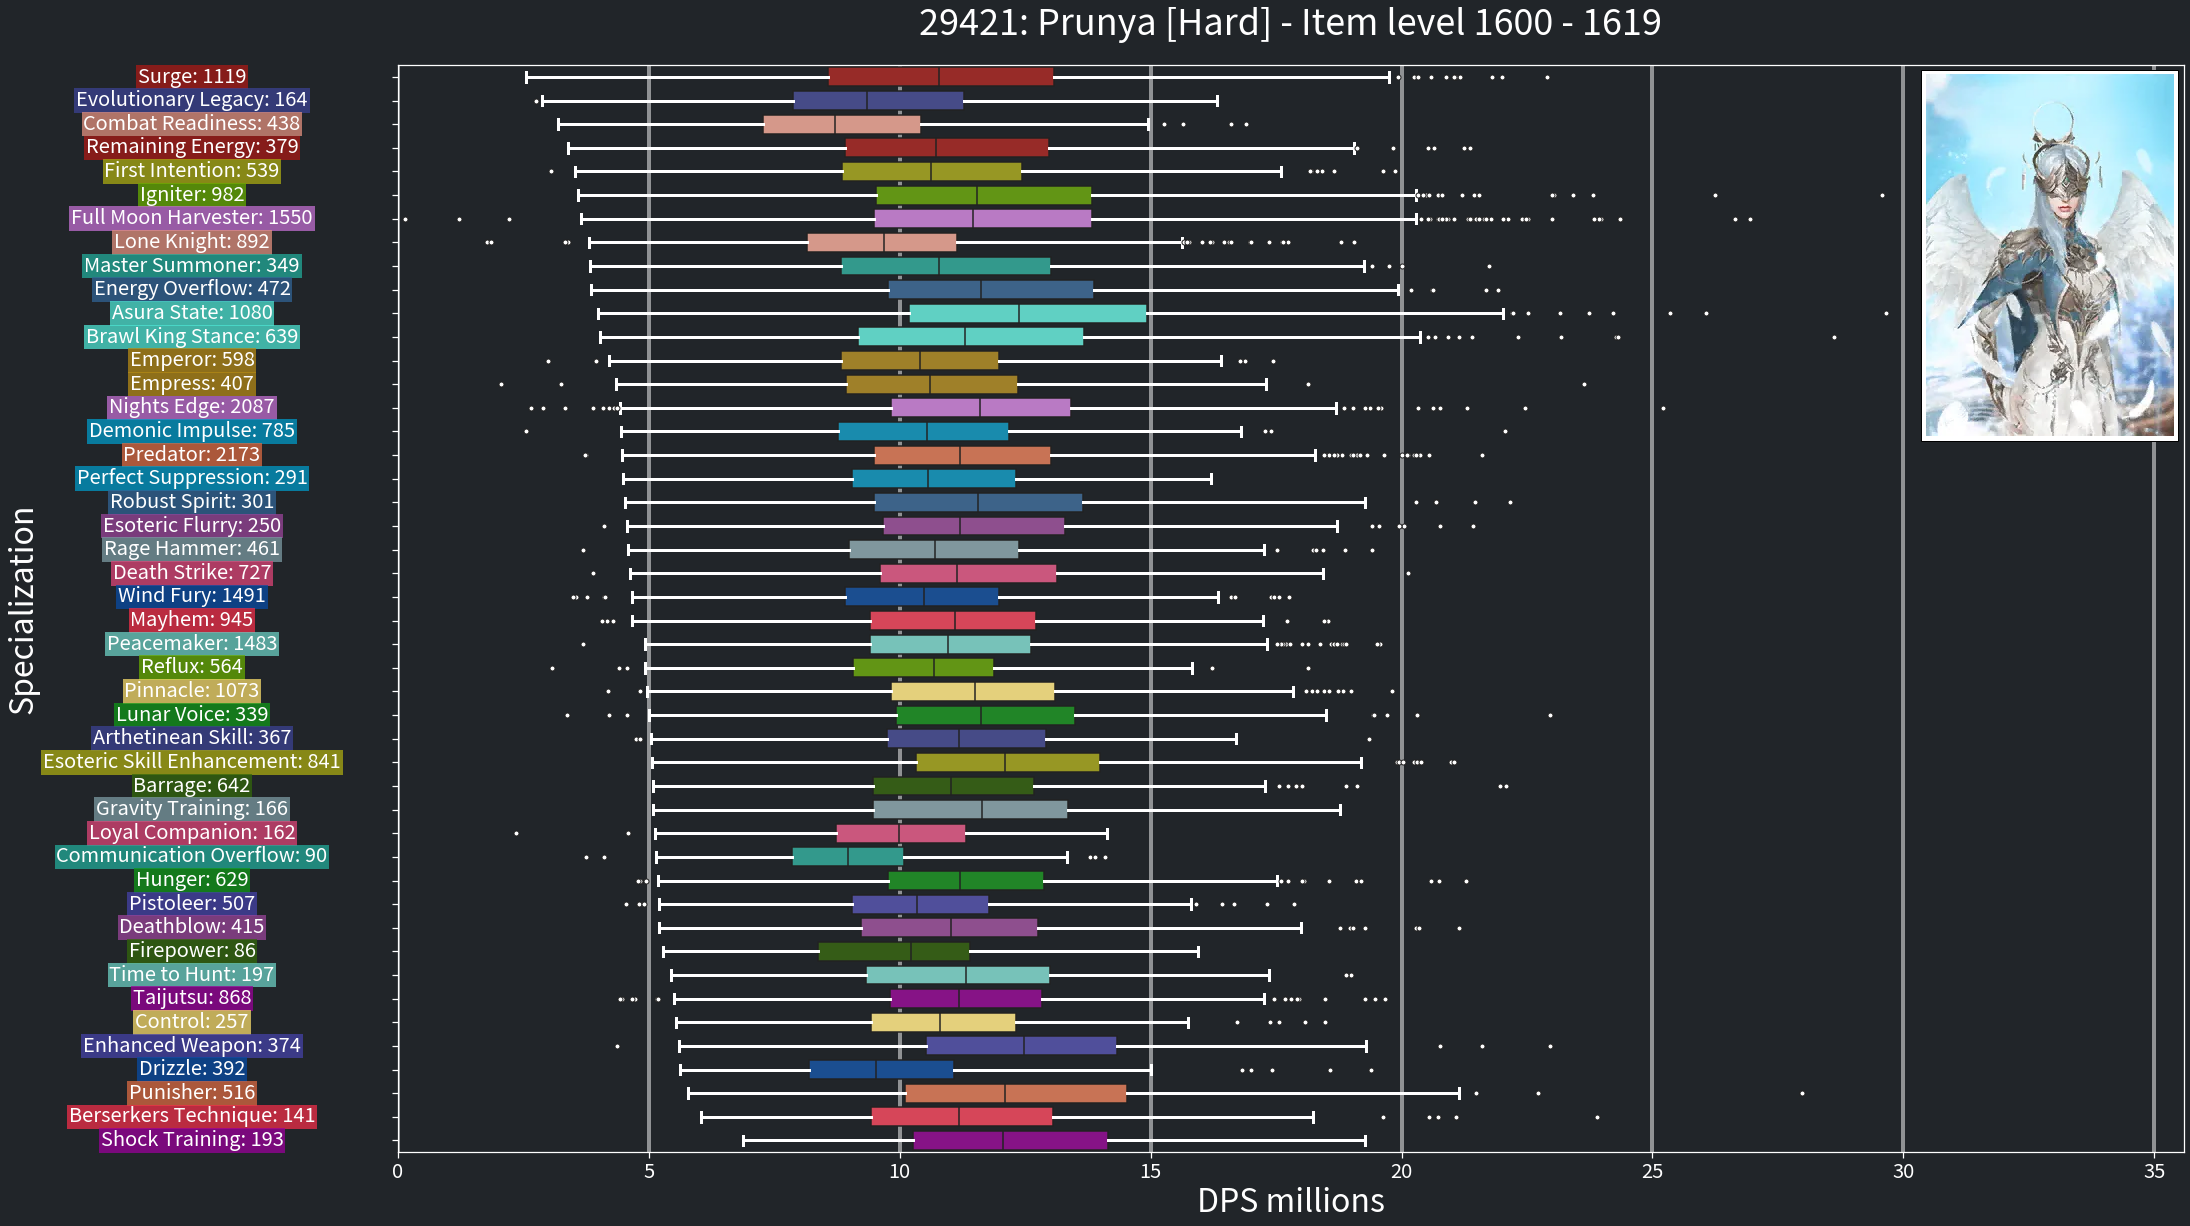 29421: Prunya [Hard] - Item level 1600 - 1619
Surge: 1119
Evolutionary Legacy: 164
Combat Readiness: 438
Remaining Energy: 379
First Intention: 539
Igniter: 982
Full Moon Harvester: 1550
Lone Knight: 892
Master Summoner: 349
Energy Overflow: 472
Asura State: 1080
Brawl King Stance: 639
Emperor: 598
Empress: 407
Nights Edge: 2087
Demonic Impulse: 785
Predator: 2173
Perfect Suppression: 291
Robust Spirit: 301
Esoteric Flurry: 250
Rage Hammer: 461
Death Strike: 727
Wind Fury: 1491
Mayhem: 945
Peacemaker: 1483
Reflux: 564
Pinnacle: 1073
Lunar Voice: 339
Arthetinean Skill: 367
Esoteric Skill Enhancement: 841
Barrage: 642
Gravity Training: 166
Loyal Companion: 162
Communication Overflow: 90
Hunger: 629
Pistoleer: 507
Deathblow: 415
Firepower: 86
Time to Hunt: 197
Taijutsu: 868
Control: 257
Enhanced Weapon: 374
Drizzle: 392
Punisher: 516
Berserkers Technique: 141
Shock Training: 193
Specialization
0 5 10 15 20 25 30 35
DPS millions